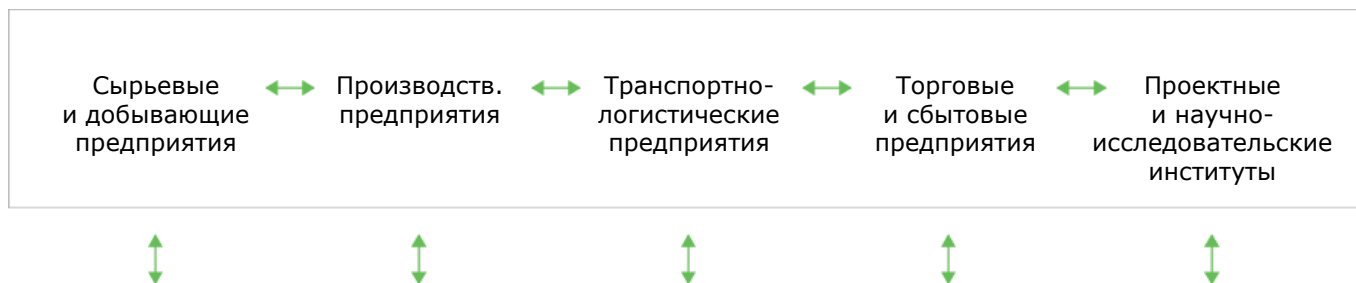 Сырьевые
и добывающие
предприятия
Производств.
предприятия
Транспортно-
логистические
предприятия
Торговые
и сбытовые
предприятия
Проектные
и научно-
исследовательские
институты